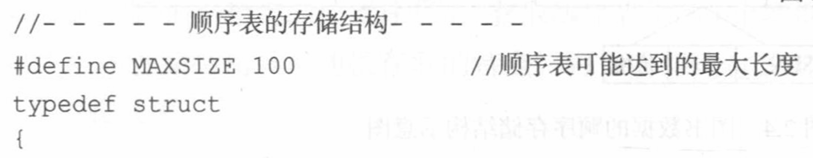 //- - - - - 顺序表的存储结构- - - - -
#define MAXSIZE 100 //顺序表可能达到的最大长度
typedef struct
{